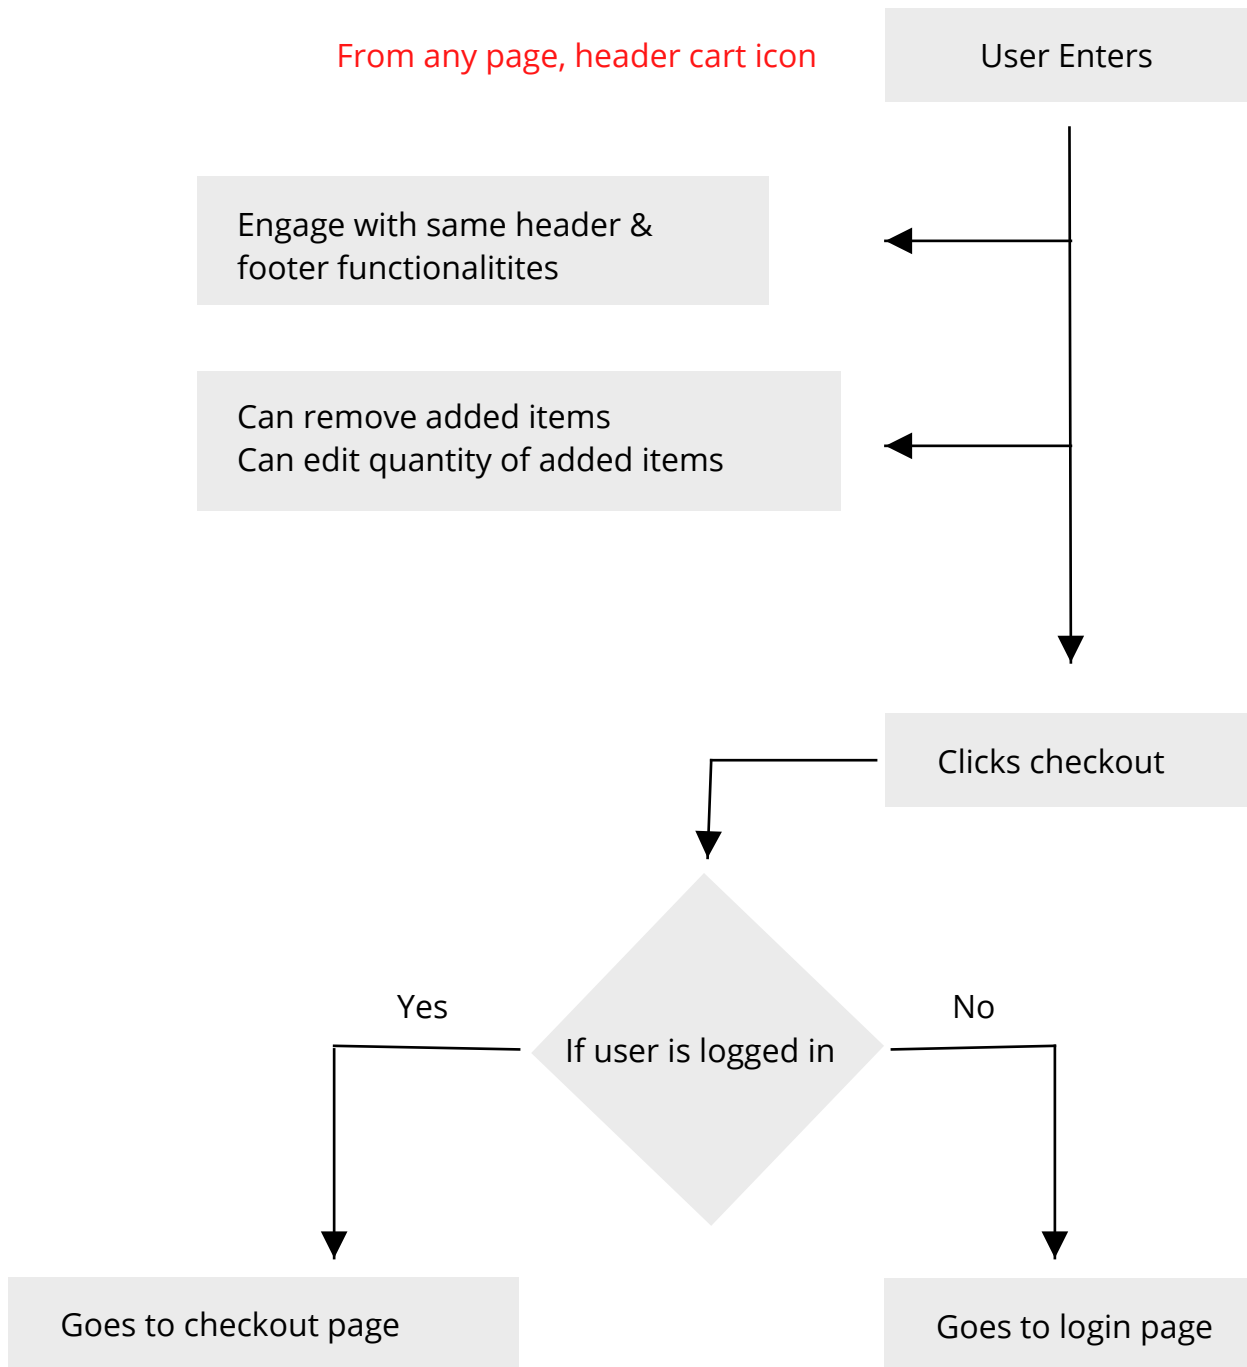 From any page, header cart icon
User Enters
Engage with same header &
footer functionalitites
Can remove added items
Can edit quantity of added items
Clicks checkout
Yes
No
If user is logged in
Goes to checkout page
Goes to login page